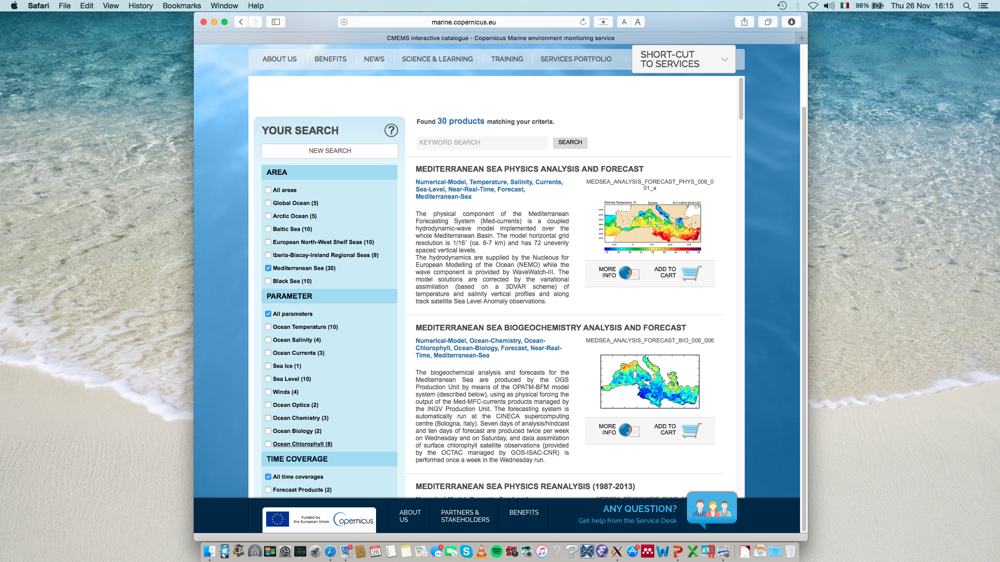 Safari File Edit View History Bookmarks Window Help
98% Thu 26 Nov 16:15
marine.copernicus.eu
A A
CMEMS interactive catalogue - Copernicus Marine environment monitoring service
ABOUT US BENEFITS NEWS SCIENCE & LEARNING TRAINING SERVICES PORTFOLIO
SHORT-CUT
TO SERVICES
YOUR SEARCH ?
NEW SEARCH
AREA
All areas
Global Ocean (5)
Arctic Ocean (5)
Baltic Sea (10)
European North-West Shelf Seas (10)
Iberia-Biscay-Ireland Regional Seas (9)
Mediterranean Sea (30)
Black Sea (10)
PARAMETER
All parameters
Ocean Temperature (10)
Ocean Salinity (4)
Ocean Currents (3)
Sea Ice (1)
Sea Level (10)
Winds (4)
Ocean Optics (2)
Ocean Chemistry (3)
Ocean Biology (2)
Ocean Chlorophyll (8)
TIME COVERAGE
All time coverages
Forecast Products (2)
Found 30 products matching your criteria.
KEYWORD SEARCH SEARCH
MEDITERRANEAN SEA PHYSICS ANALYSIS AND FORECAST
Numerical-Model, Temperature, Salinity, Currents,
Sea-Level, Near-Real-Time, Forecast,
Mediterranean-Sea
The physical component of the Mediterranean
Forecasting System (Med-currents) is a coupled
hydrodynamic-wave model implemented over the
whole Mediterranean Basin. The model horizontal grid
resolution is 1/16˚ (ca. 6-7 km) and has 72 unevenly
spaced vertical levels.
The hydrodynamics are supplied by the Nucleous for
European Modelling of the Ocean (NEMO) while the
wave component is provided by WaveWatch-III. The
model solutions are corrected by the variational
assimilation (based on a 3DVAR scheme) of
temperature and salinity vertical profiles and along
track satellite Sea Level Anomaly observations.
MEDSEA_ANALYSIS_FORECAST_PHYS_006_0
01_a
Potential Temperature, °C Surface 01/11/2014 00:00 UTC
18 19 20 21 22 23 24 25 26
MORE
INFO
ADD TO
CART
MEDITERRANEAN SEA BIOGEOCHEMISTRY ANALYSIS AND FORECAST
Numerical-Model, Ocean-Chemistry, Ocean-
Chlorophyll, Ocean-Biology, Forecast, Near-Real-
Time, Mediterranean-Sea
The biogeochemical analysis and forecasts for the
Mediterranean Sea are produced by the OGS
Production Unit by means of the OPATM-BFM model
system (described below), using as physical forcing the
output of the Med-MFC-currents products managed by
the INGV Production Unit. The forecasting system is
automatically run at the CINECA supercomputing
centre (Bologna, Italy). Seven days of analysis/hindcast
and ten days of forecast are produced twice per week
on Wednesday and on Saturday, and data assimilation
of surface chlorophyll satellite observations (provided
by the OCTAC managed by GOS-ISAC-CNR) is
performed once a week in the Wednesday run.
MEDSEA_ANALYSIS_FORECAST_BIO_006_006
MORE
INFO
ADD TO
CART
MEDITERRANEAN SEA PHYSICS REANALYSIS (1987-2013)
Funded by
the European Union
Copernicus
ABOUT
US
PARTNERS &
STAKEHOLDERS
BENEFITS
ANY QUESTION?
Get help from the Service Desk